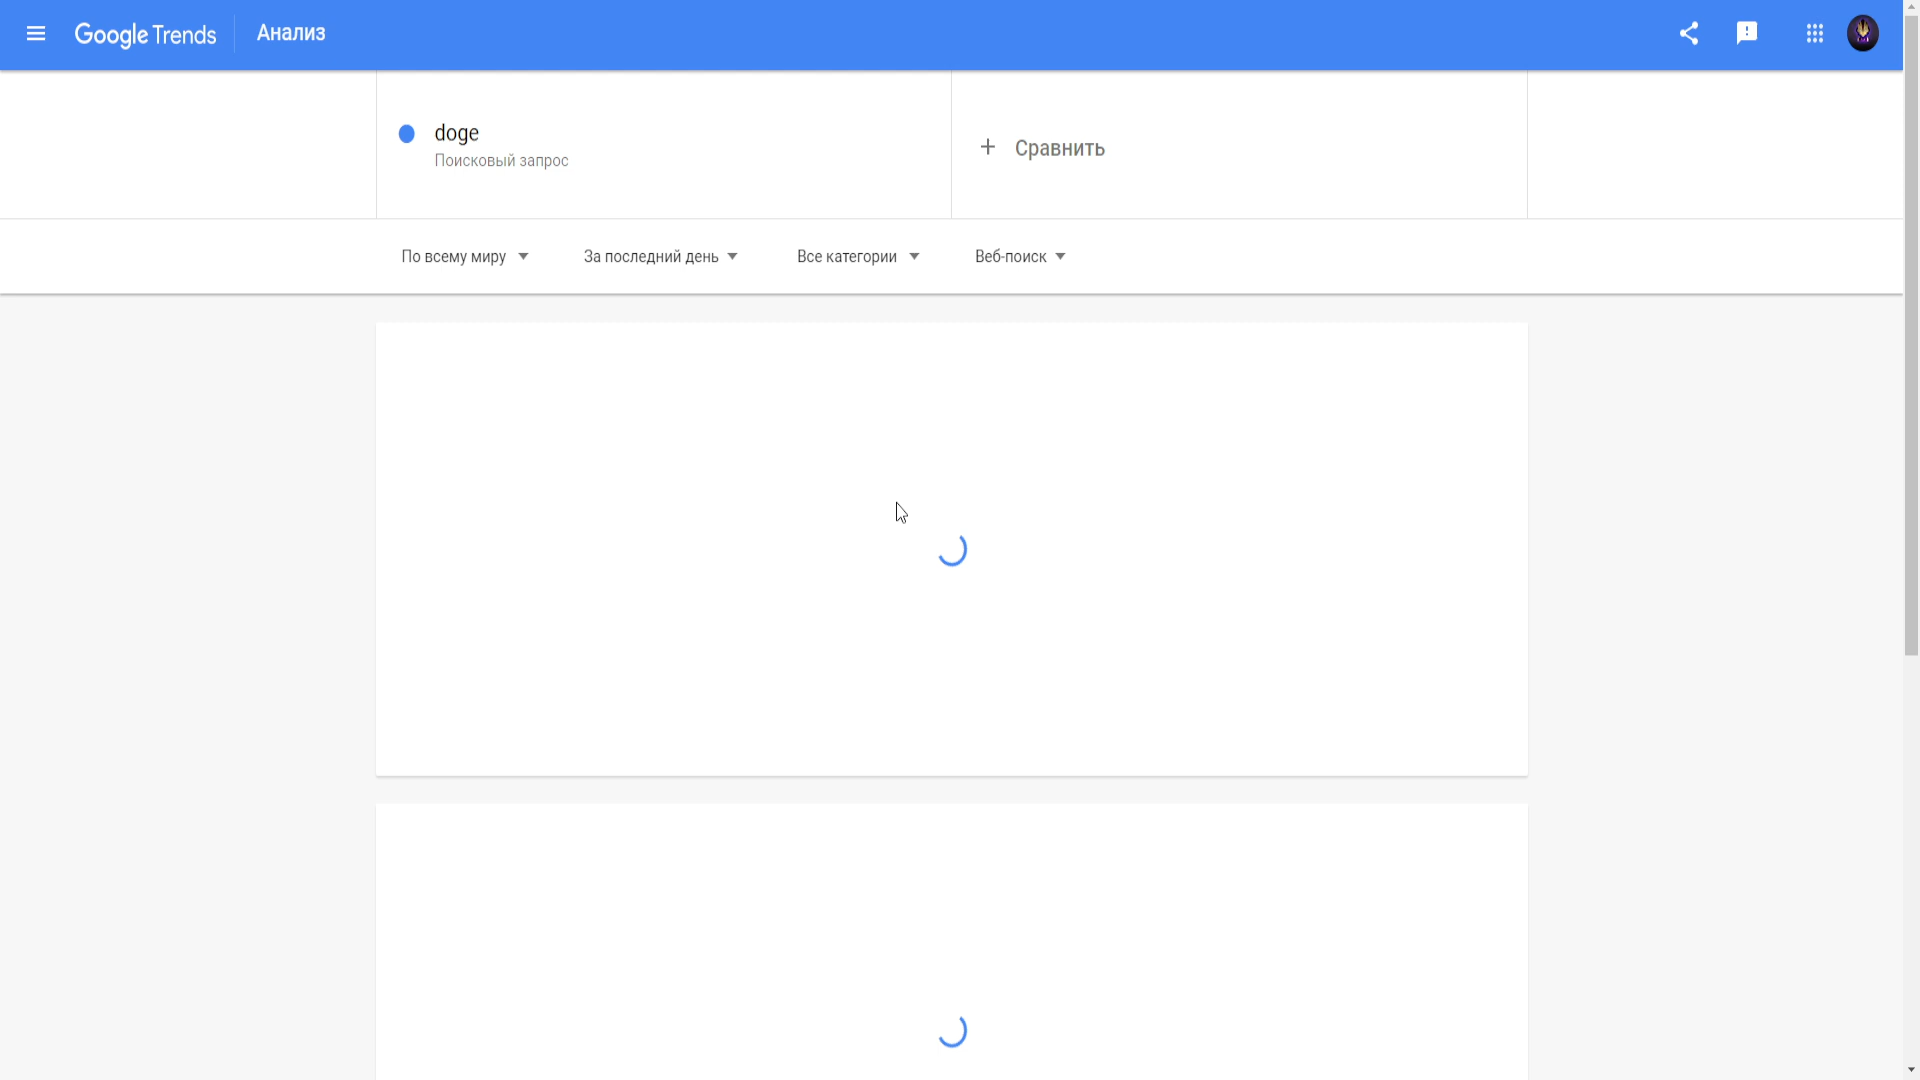 Google Trends Анализ
doge
Поисковый запрос
+ Сравнить
По всему миру За последний день Все категории Веб-поиск